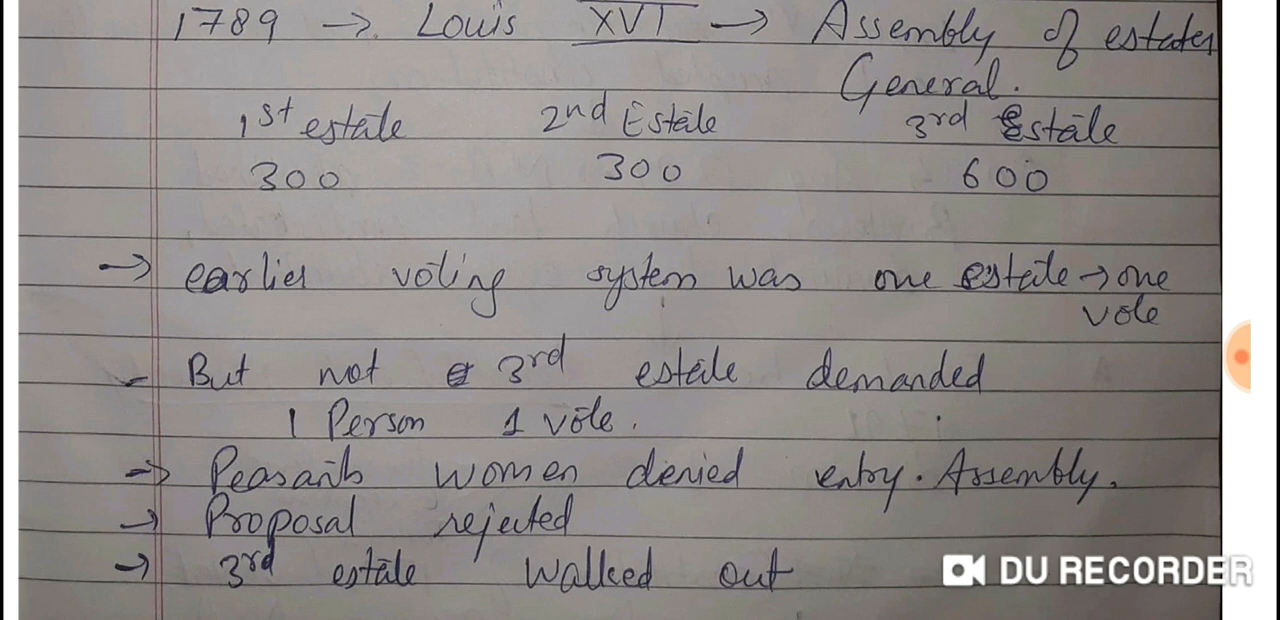 1789 → Louis XVI → Assembly of estates
General.
1st estate 2nd Estate 3rd Estate
300 300 600
→ earlier voting system was one estate → one
vote
- But not 3rd estate demanded
1 Person 1 vote.
→ Peasants women denied entry. Assembly.
→ Proposal rejected
→ 3rd estate walked out
DU RECORDER